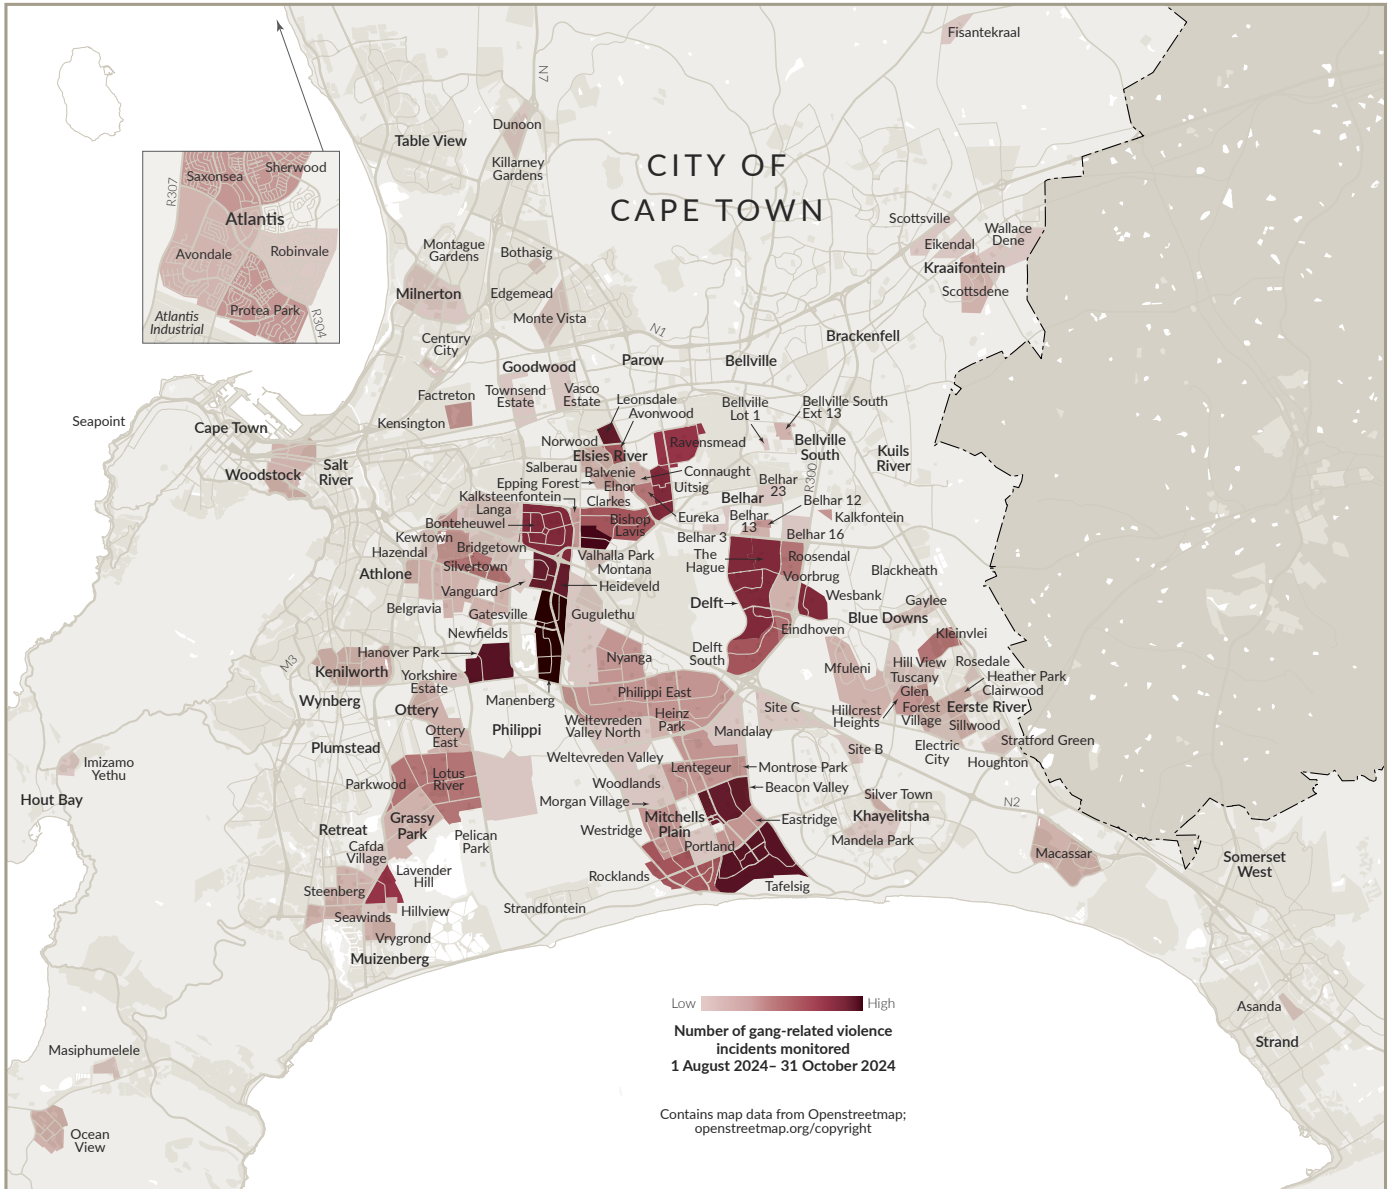 Fisantekraal
N7
Dunoon
Table View
Killarney
Gardens
CITY OF
CAPE TOWN
Saxonsea
Sherwood
R307
Atlantis
Avondale
Robinvale
Protea Park
Atlantis
Industrial
R304
Scottsville
Wallace
Dene
Eikendal
Kraaifontein
Scottsdene
Montague
Gardens
Bothasig
Milnerton
Edgemead
Monte Vista
N1
Century
City
Brackenfell
Goodwood
Parow
Bellville
Factreton
Townsend
Estate
Vasco
Estate
Leonsdale
Avonwood
Bellville
Lot 1
Bellville South
Ext 13
Seapoint
Kensington
Cape Town
Norwood
Elsies River
Ravensmead
Bellville
South
Kuils
River
Woodstock
Salt
River
Salberau
Balvenie
Connaught
Epping Forest
Elnor
Uitsig
Belhar
23
R300
Kalksteenfontein
Clarkes
Belhar
Belhar 12
Langa
Bonteheuwel
Bishop
Lavis
Eureka
Belhar
13
Kalkfontein
Kewtown
Belhar 3
Belhar 16
Hazendal
Bridgetown
Valhalla Park
The
Hague
Roosendal
Athlone
Silvertown
Montana
Voorbrug
Blackheath
Vanguard
Heideveld
Wesbank
Belgravia
Gatesville
Gugulethu
Delft
Gaylee
Blue Downs
Newfields
Eindhoven
Kleinvlei
Hanover Park
Delft
South
M3
Kenilworth
Nyanga
Mfuleni
Hill View
Rosedale
Yorkshire
Estate
Tuscany
Glen
Heather Park
Clairwood
Wynberg
Manenberg
Philippi East
Ottery
Site C
Hillcrest
Heights
Forest
Village
Eerste River
Weltevreden
Valley North
Heinz
Park
Ottery
East
Philippi
Mandalay
Sillwood
Plumstead
Site B
Electric
City
Stratford Green
Imizamo
Yethu
Weltevreden Valley
Houghton
Lentegeur
Montrose Park
Parkwood
Lotus
River
Woodlands
Beacon Valley
Hout Bay
Morgan Village
Silver Town
N2
Grassy
Park
Mitchells
Plain
Eastridge
Khayelitsha
Retreat
Westridge
Pelican
Park
Cafda
Village
Portland
Mandela Park
Macassar
Somerset
West
Lavender
Hill
Rocklands
Steenberg
Tafelsig
Strandfontein
Seawinds
Hillview
Vrygrond
Muizenberg
Low
High
Asanda
Number of gang-related violence
incidents monitored
1 August 2024– 31 October 2024
Strand
Masiphumelele
Contains map data from Openstreetmap;
openstreetmap.org/copyright
Ocean
View